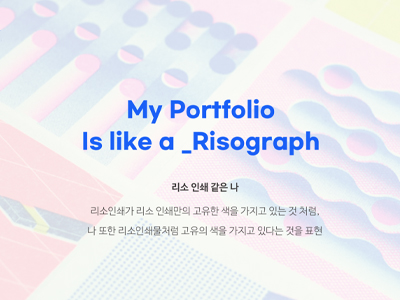 My Portfolio
Is like a _Risograph
리소 인쇄 같은 나
리소인쇄가 리소 인쇄만의 고유한 색을 가지고 있는 것 처럼,
나 또한 리소인쇄물처럼 고유의 색을 가지고 있다는 것을 표현